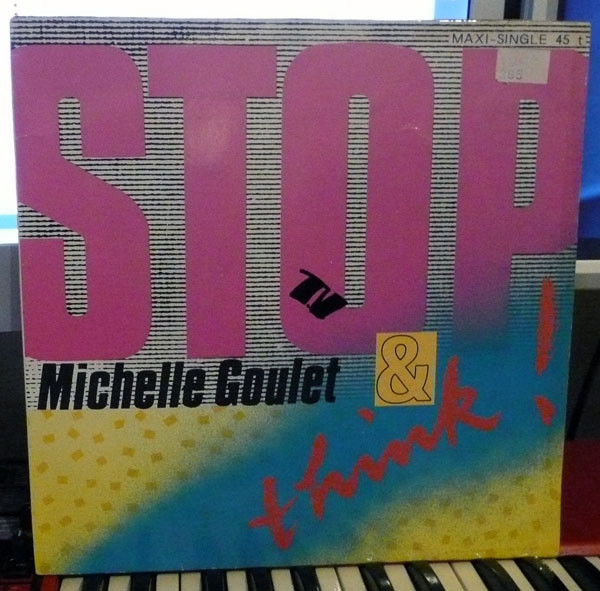 MAXI-SINGLE 45 t
STOP
Michelle Goulet &
think!